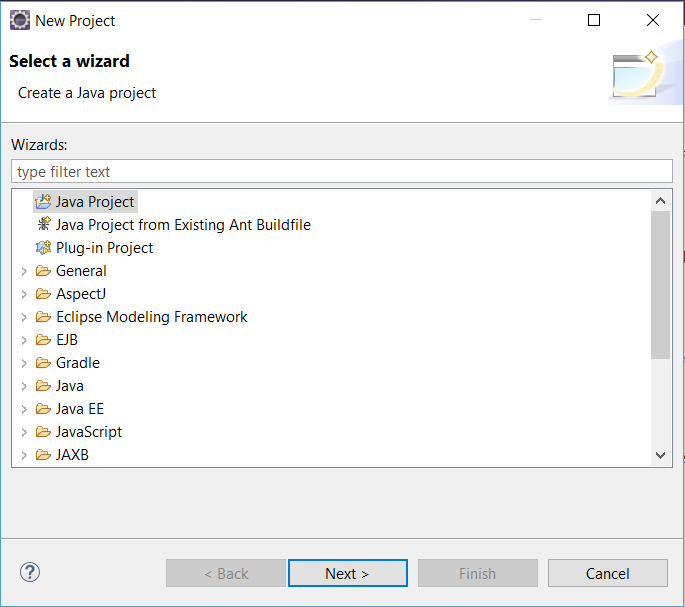 New Project
Select a wizard
Create a Java project
Wizards:
type filter text
Java Project
Java Project from Existing Ant Buildfile
Plug-in Project
General
AspectJ
Eclipse Modeling Framework
EJB
Gradle
Java
Java EE
JavaScript
JAXB
? < Back Next > Finish Cancel